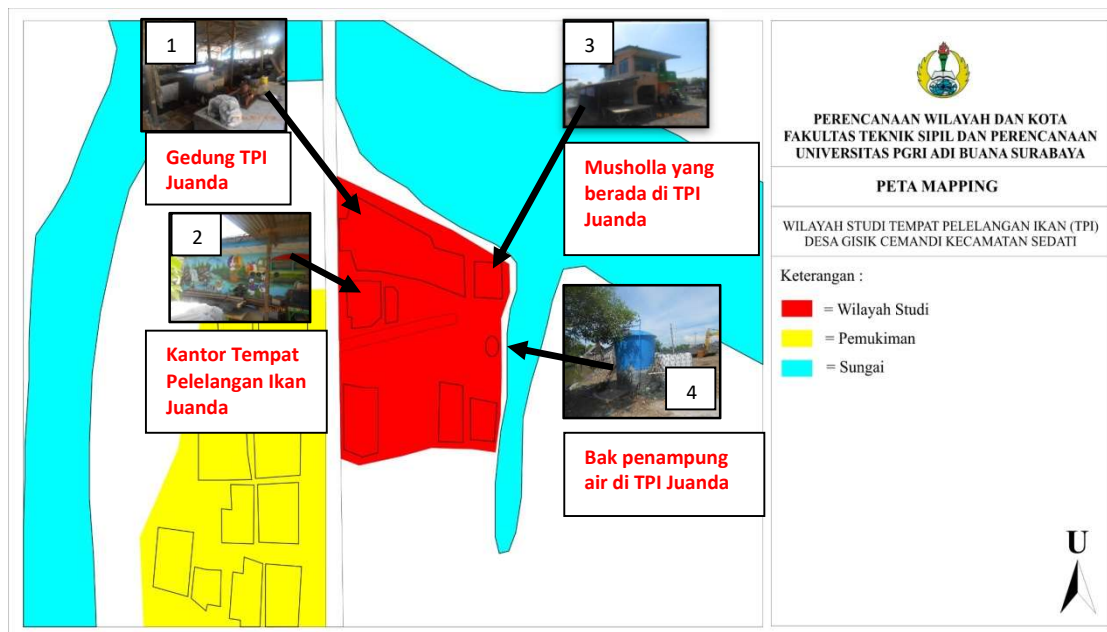 1
Gedung TPI
Juanda
2
Kantor Tempat
Pelelangan Ikan
Juanda
3
Musholla yang
berada di TPI
Juanda
4
Bak penampung
air di TPI Juanda
PERENCANAAN WILAYAH DAN KOTA
FAKULTAS TEKNIK SIPIL DAN PERENCANAAN
UNIVERSITAS PGRI ADI BUANA SURABAYA
PETA MAPPING
WILAYAH STUDI TEMPAT PELELANGAN IKAN (TPI)
DESA GISIK CEMANDI KECAMATAN SEDATI
Keterangan :
= Wilayah Studi
= Pemukiman
= Sungai
U